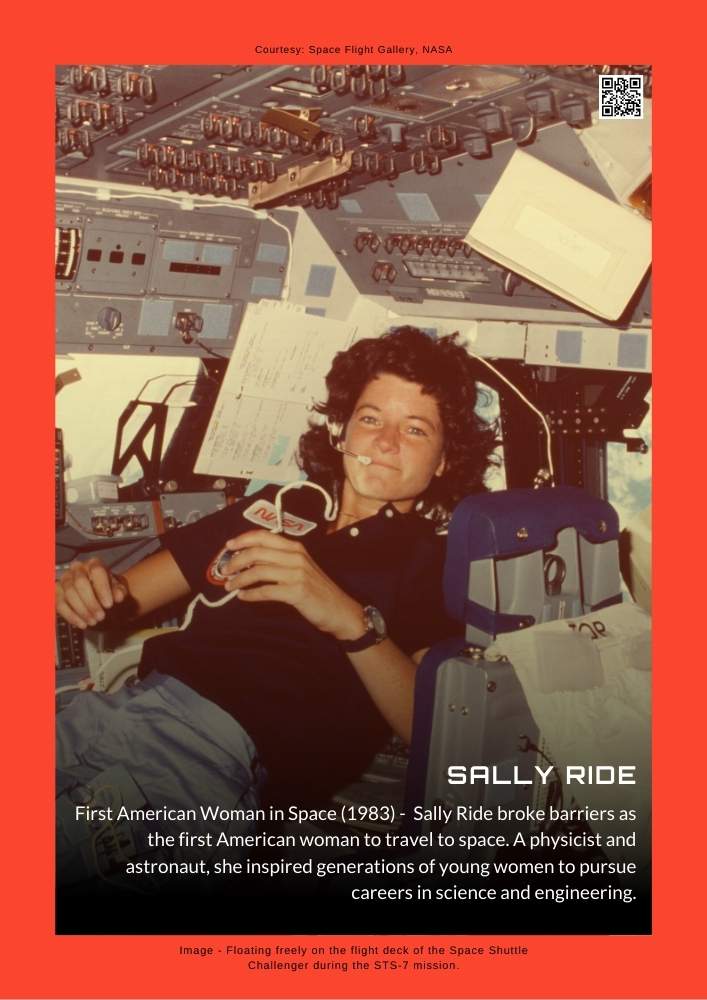 Courtesy: Space Flight Gallery, NASA
NASA
SALLY RIDE
First American Woman in Space (1983) -  Sally Ride broke barriers as
the first American woman to travel to space. A physicist and
astronaut, she inspired generations of young women to pursue
careers in science and engineering.
Image - Floating freely on the flight deck of the Space Shuttle
Challenger during the STS-7 mission.